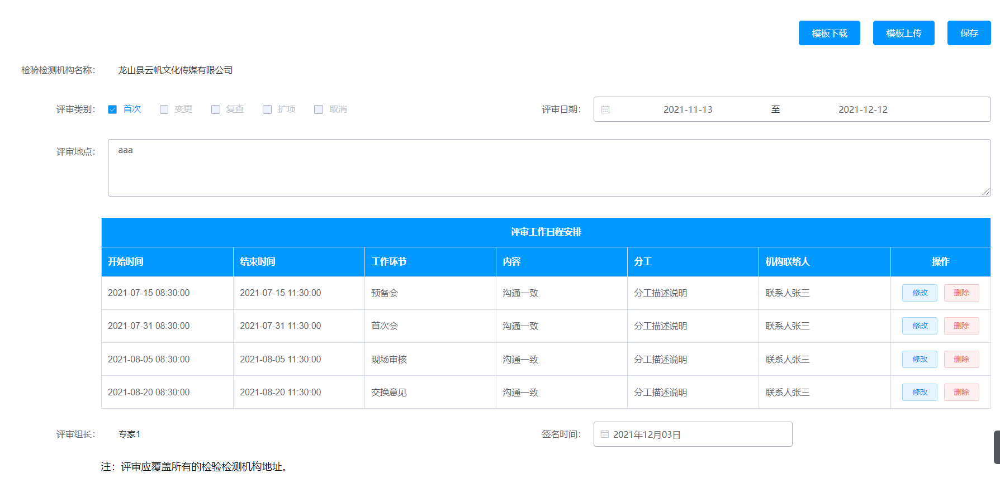 模板下载 模板上传 保存
检验检测机构名称： 龙山县云帆文化传媒有限公司
评审类别： 首次 变更 复查 扩项 取消 评审日期： 2021-11-13 至 2021-12-12
评审地点： aaa
评审工作日程安排
开始时间 结束时间 工作环节 内容 分工 机构联络人 操作
2021-07-15 08:30:00 2021-07-15 11:30:00 预备会 沟通一致 分工描述说明 联系人张三 修改 删除
2021-07-31 08:30:00 2021-07-31 11:30:00 首次会 沟通一致 分工描述说明 联系人张三 修改 删除
2021-08-05 08:30:00 2021-08-05 11:30:00 现场审核 沟通一致 分工描述说明 联系人张三 修改 删除
2021-08-20 08:30:00 2021-08-20 11:30:00 交换意见 沟通一致 分工描述说明 联系人张三 修改 删除
评审组长： 专家1 签名时间： 2021年12月03日
注：评审应覆盖所有的检验检测机构地址。